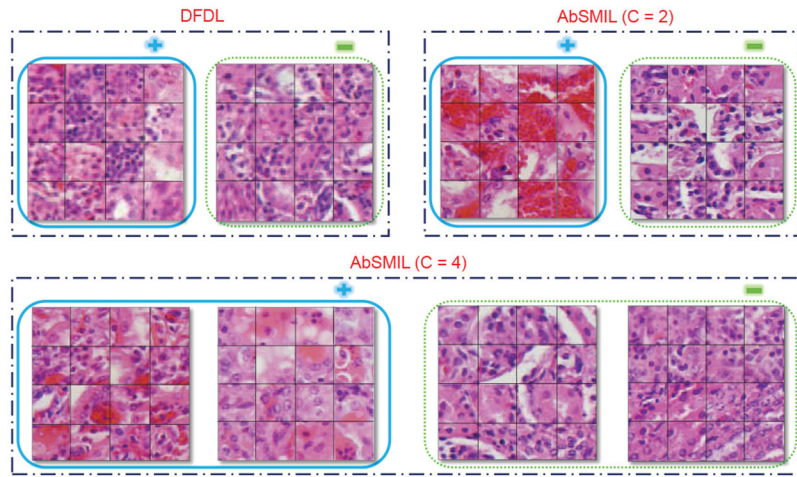 DFDL
AbSMIL (C = 2)
+
-
+
-
AbSMIL (C = 4)
+
-